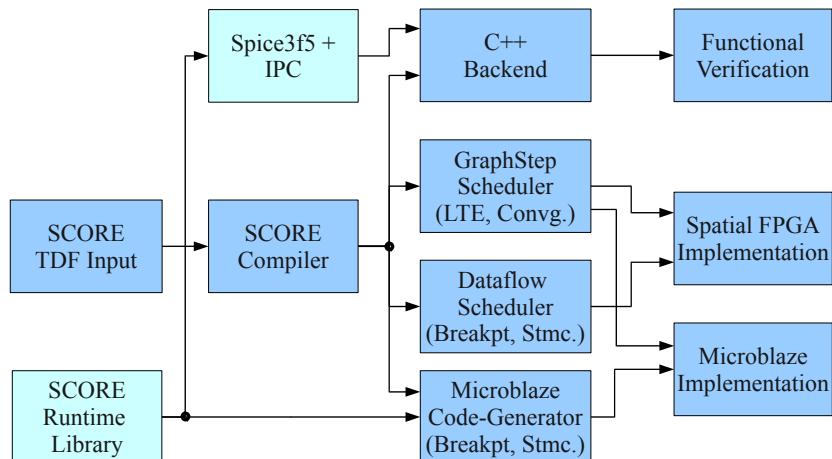 Spice3f5 +
IPC
C++
Backend
Functional
Verification
GraphStep
Scheduler
(LTE, Convg.)
SCORE
TDF Input
SCORE
Compiler
Spatial FPGA
Implementation
Dataflow
Scheduler
(Breakpt, Stmc.)
Microblaze
Implementation
SCORE
Runtime
Library
Microblaze
Code-Generator
(Breakpt, Stmc.)